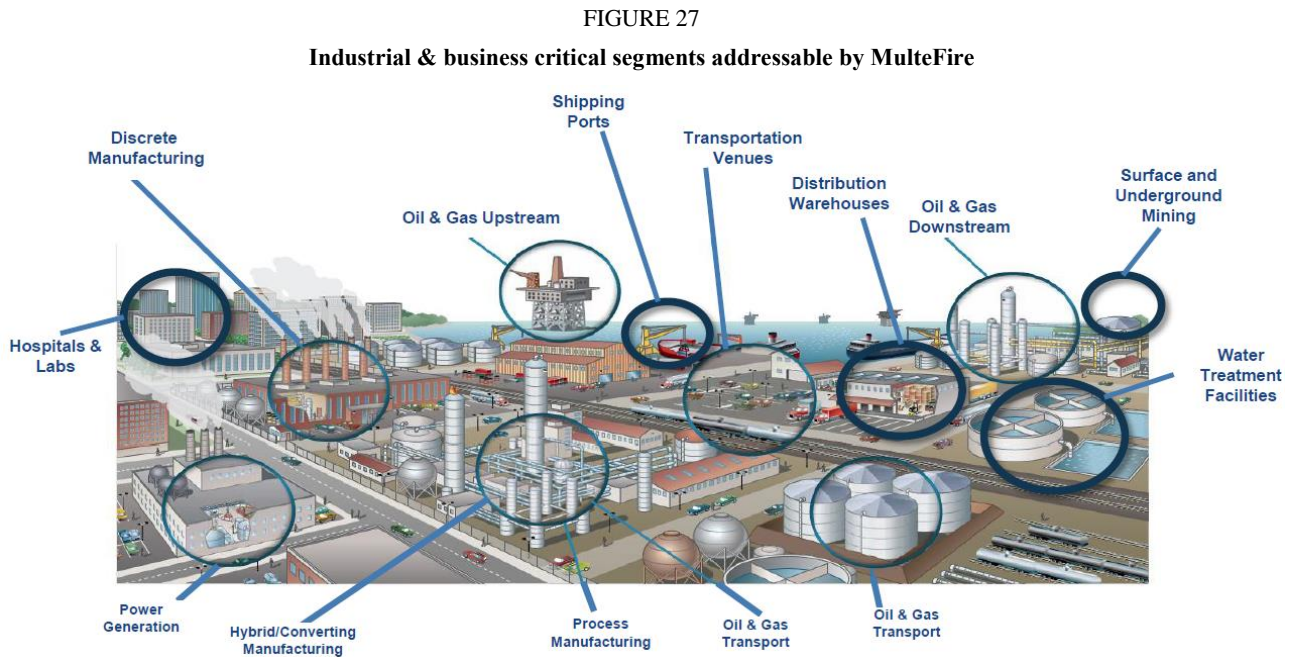 FIGURE 27
Industrial & business critical segments addressable by MulteFire
Shipping
Ports
Discrete
Manufacturing
Transportation
Venues
Distribution
Warehouses
Oil & Gas Upstream
Oil & Gas
Downstream
Surface and
Underground
Mining
Hospitals &
Labs
Water
Treatment
Facilities
Power
Generation
Hybrid/Converting
Manufacturing
Process
Manufacturing
Oil & Gas
Transport
Oil & Gas
Transport